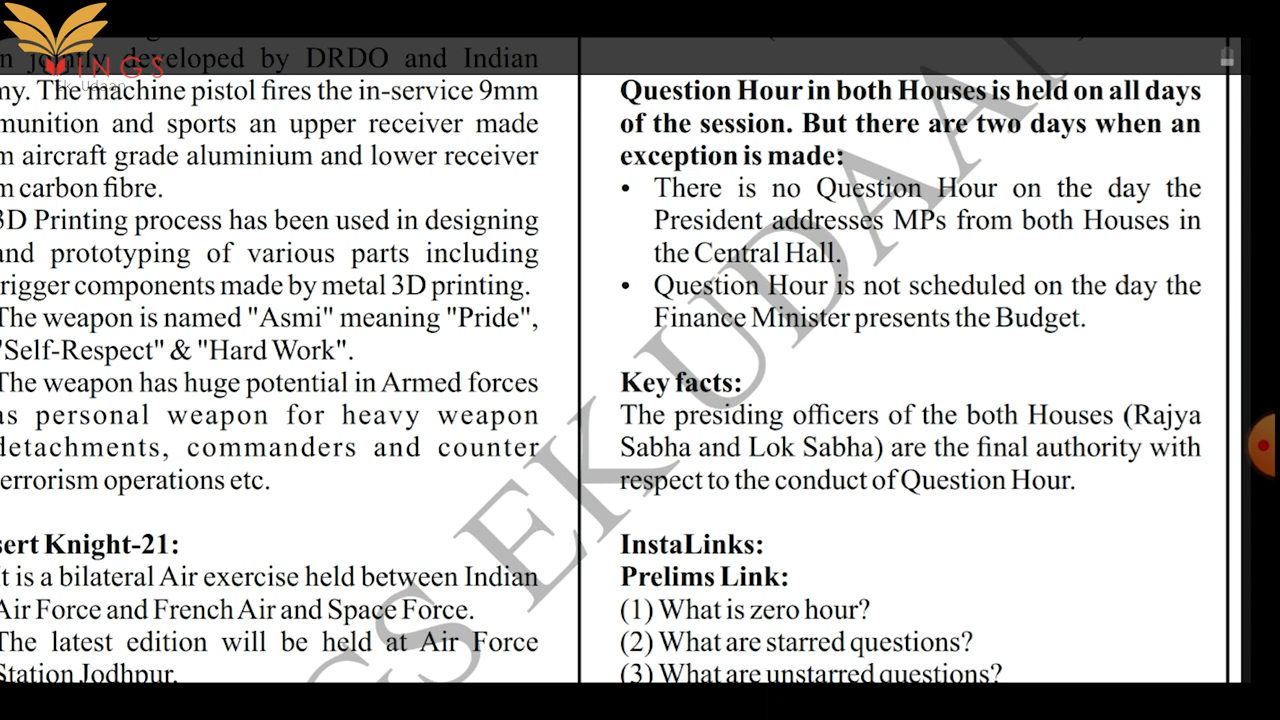 INGS
Ek Udaan
n jointly developed by DRDO and Indian
my. The machine pistol fires the in-service 9mm
munition and sports an upper receiver made
m aircraft grade aluminium and lower receiver
m carbon fibre.
3D Printing process has been used in designing
and prototyping of various parts including
rigger components made by metal 3D printing.
The weapon is named "Asmi" meaning "Pride",
"Self-Respect" & "Hard Work".
The weapon has huge potential in Armed forces
as personal weapon for heavy weapon
detachments, commanders and counter
errorism operations etc.
sert Knight-21:
It is a bilateral Air exercise held between Indian
Air Force and French Air and Space Force.
The latest edition will be held at Air Force
Station Jodhpur.
Question Hour in both Houses is held on all days
of the session. But there are two days when an
exception is made:
• There is no Question Hour on the day the
President addresses MPs from both Houses in
the Central Hall.
• Question Hour is not scheduled on the day the
Finance Minister presents the Budget.
Key facts:
The presiding officers of the both Houses (Rajya
Sabha and Lok Sabha) are the final authority with
respect to the conduct of Question Hour.
InstaLinks:
Prelims Link:
(1) What is zero hour?
(2) What are starred questions?
(3) What are unstarred questions?
GS EK UDAAN